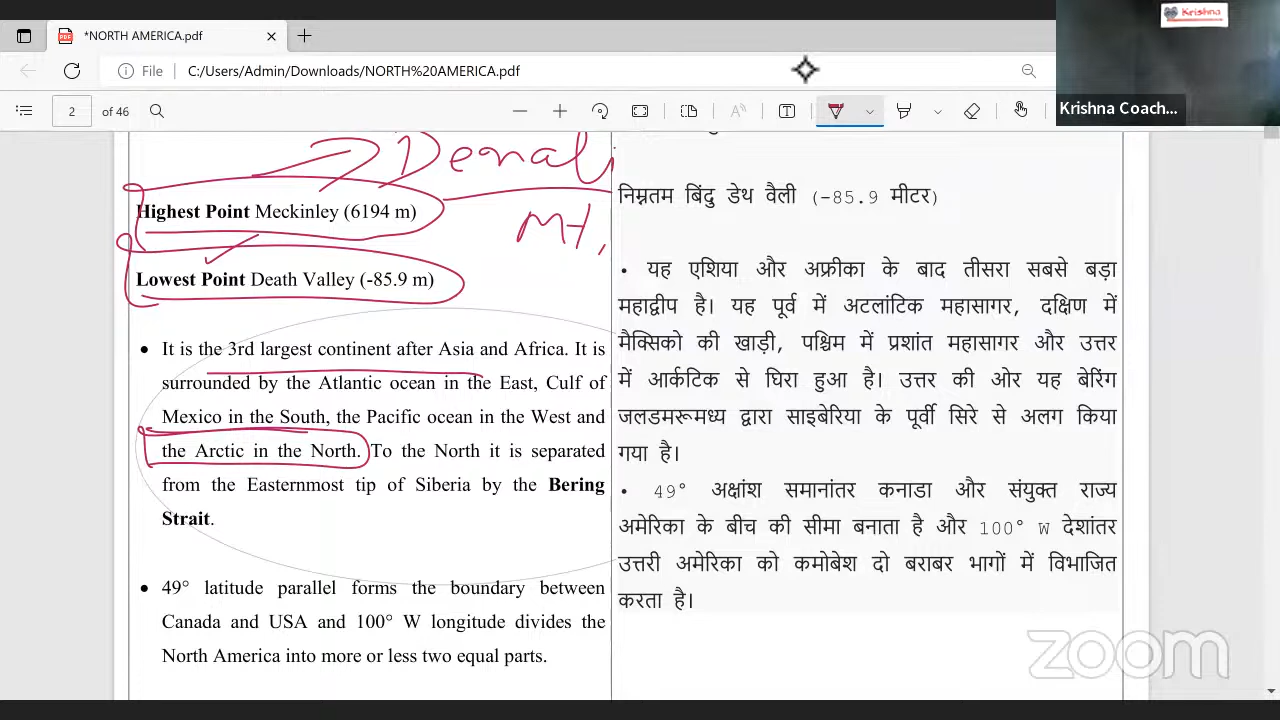 Krishna
*NORTH AMERICA.pdf
File
C:/Users/Admin/Downloads/NORTH%20AMERICA.pdf
Krishna Coach...
2 of 46
Denali
Mt,
Highest Point Meckinley (6194 m)
Lowest Point Death Valley (-85.9 m)
• It is the 3rd largest continent after Asia and Africa. It is
surrounded by the Atlantic ocean in the East, Culf of
Mexico in the South, the Pacific ocean in the West and
the Arctic in the North. To the North it is separated
from the Easternmost tip of Siberia by the Bering
Strait.
• 49° latitude parallel forms the boundary between
Canada and USA and 100° W longitude divides the
North America into more or less two equal parts.
निम्नतम बिंदु डेथ वैली (-85.9 मीटर)
• यह एशिया और अफ्रीका के बाद तीसरा सबसे बड़ा
महाद्वीप है। यह पूर्व में अटलांटिक महासागर, दक्षिण में
मैक्सिको की खाड़ी, पश्चिम में प्रशांत महासागर और उत्तर
में आर्कटिक से घिरा हुआ है। उत्तर की ओर यह बेरिंग
जलडमरूमध्य द्वारा साइबेरिया के पूर्वी सिरे से अलग किया
गया है।
• 49° अक्षांश समानांतर कनाडा और संयुक्त राज्य
अमेरिका के बीच की सीमा बनाता है और 100° W देशांतर
उत्तरी अमेरिका को कमोबेश दो बराबर भागों में विभाजित
करता है।
zoom